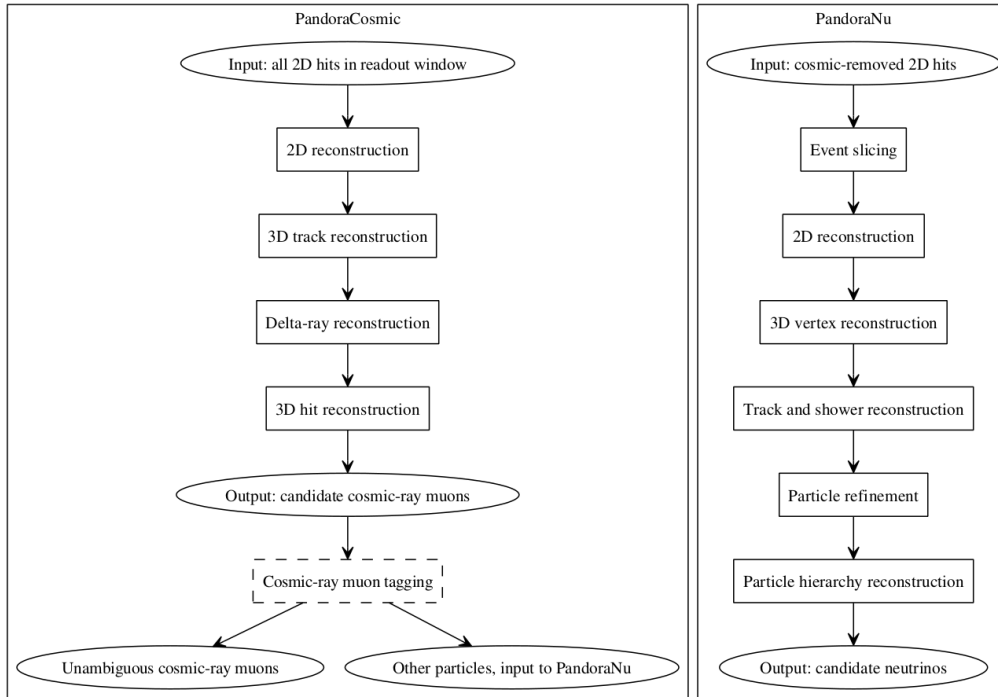 PandoraCosmic
Input: all 2D hits in readout window
2D reconstruction
3D track reconstruction
Delta-ray reconstruction
3D hit reconstruction
Output: candidate cosmic-ray muons
Cosmic-ray muon tagging
Unambiguous cosmic-ray muons
Other particles, input to PandoraNu
PandoraNu
Input: cosmic-removed 2D hits
Event slicing
2D reconstruction
3D vertex reconstruction
Track and shower reconstruction
Particle refinement
Particle hierarchy reconstruction
Output: candidate neutrinos